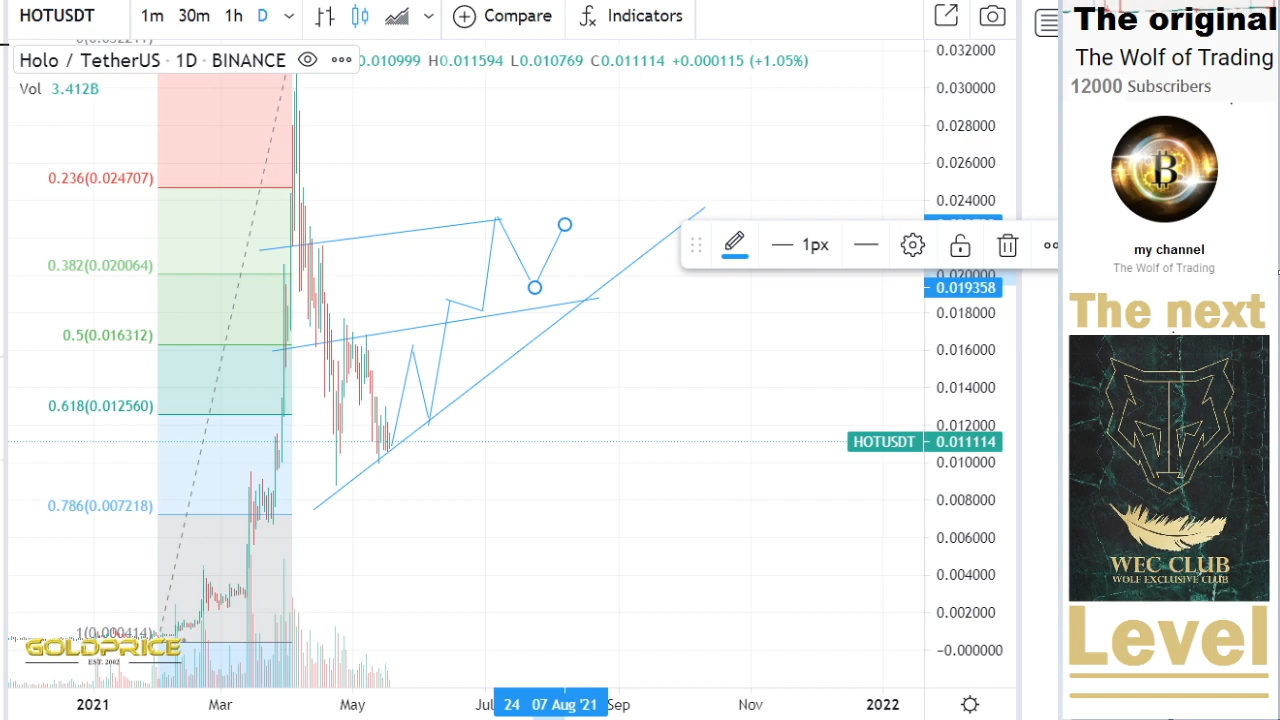 HOTUSDT 1m 30m 1h D Compare Indicators
Holo / TetherUS · 1D · BINANCE 0.010999 H0.011594 L0.010769 C0.011114 +0.000115 (+1.05%)
Vol 3.412B
0.236(0.024707)
0.382(0.020064)
0.5(0.016312)
0.618(0.012560)
0.786(0.007218)
1(0.000414)
1px
0.032000
0.030000
0.028000
0.026000
0.024000
0.020000
0.019358
0.018000
0.016000
0.014000
0.012000
HOTUSDT 0.011114
0.010000
0.008000
0.006000
0.004000
0.002000
−0.000000
GOLDPRICE
EST. 2002
2021 Mar May Jul 24 07 Aug '21 Sep Nov 2022
The original
The Wolf of Trading
12000 Subscribers
B
my channel
The Wolf of Trading
The next
WEC CLUB
WOLF EXCLUSIVE CLUB
Level